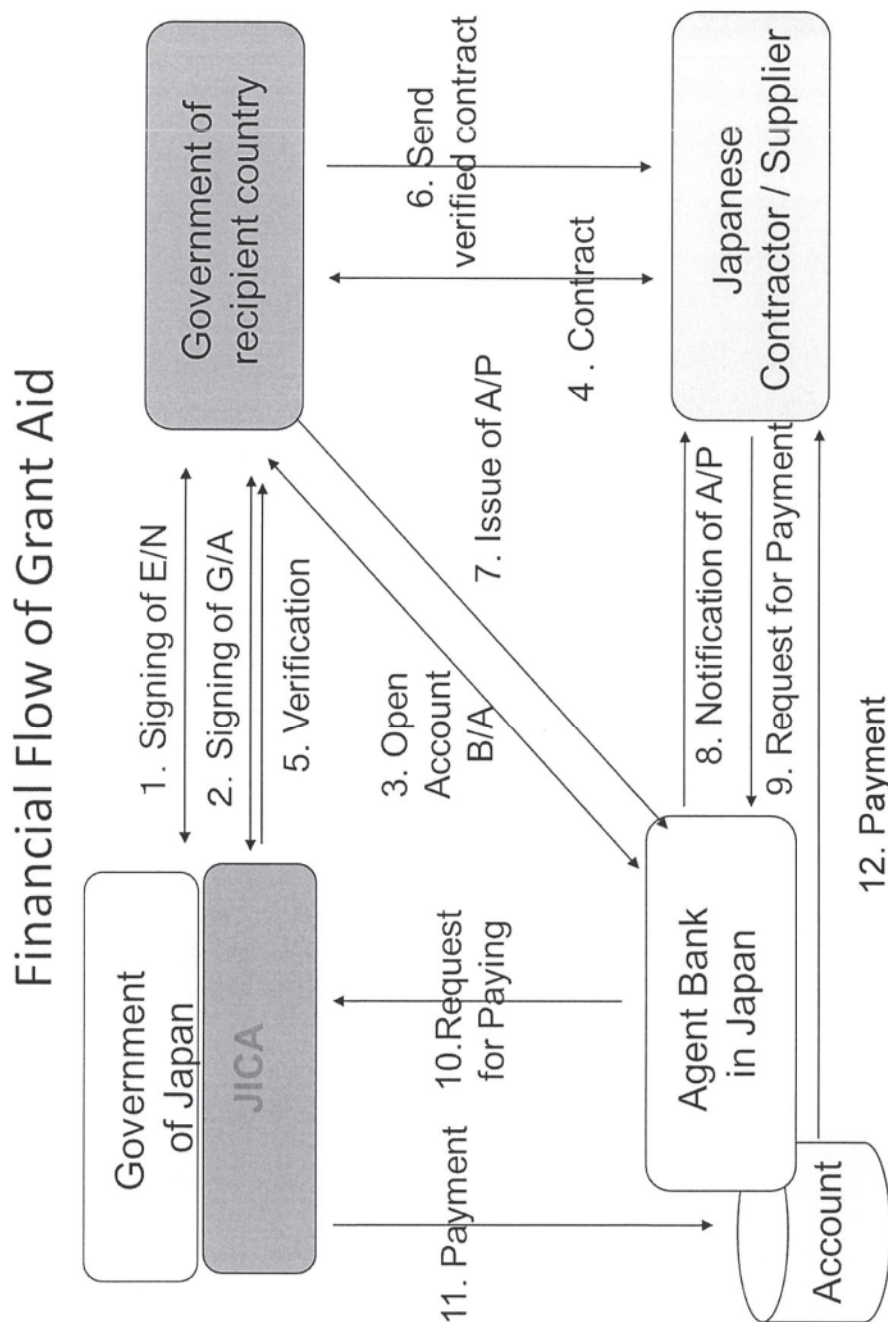 Financial Flow of Grant Aid
Government
of Japan
JICA
Government of
recipient country
1. Signing of E/N
2. Signing of G/A
5. Verification
3. Open
Account
B/A
7. Issue of A/P
6. Send
verified contract
4 . Contract
10.Request
for Paying
11. Payment
Agent Bank
in Japan
Account
Japanese
Contractor / Supplier
8. Notification of A/P
9. Request for Payment
12. Payment